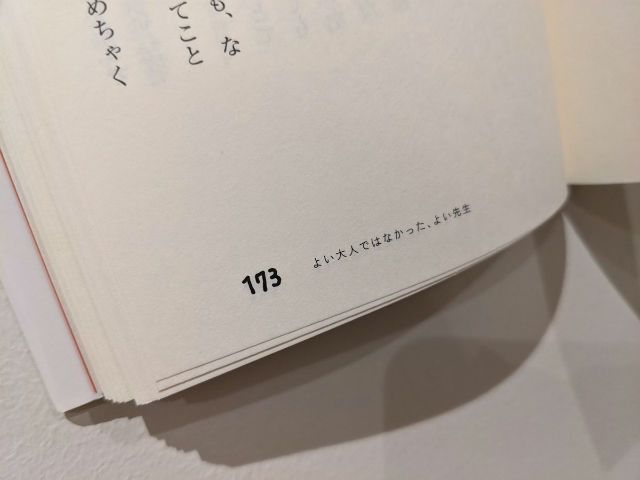 も、な
てこと
めちゃく
173
よい大人ではなかった、よい先生